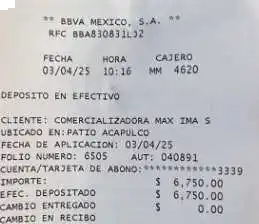 ** BBVA MEXICO, S.A. **
RFC BBA830831LJ2
FECHA HORA CAJERO
03/04/25 10:16 MM 4620
DEPOSITO EN EFECTIVO
CLIENTE: COMERCIALIZADORA MAX IMA S
UBICADO EN:PATIO ACAPULCO
FECHA DE APLICACION: 03/04/25
FOLIO NUMERO: 6505 AUT: 040891
CUENTA/TARJETA DE ABONO:************3339
IMPORTE: $ 6,750.00
EFEC. DEPOSITADO $ 6,750.00
CAMBIO ENTREGADO $ 0.00
CAMBIO EN RECIBO